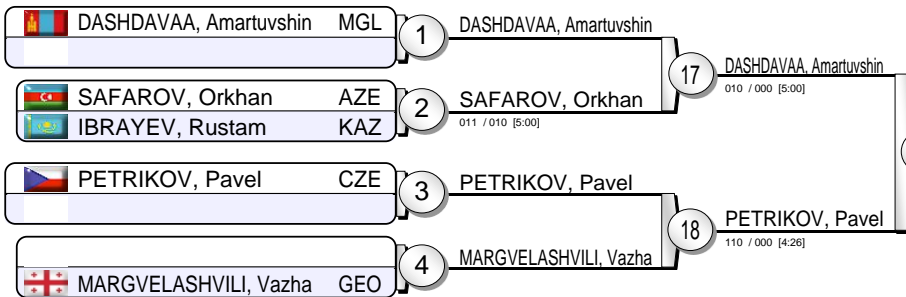 DASHDAVAA, Amartuvshin MGL
1
DASHDAVAA, Amartuvshin
17
DASHDAVAA, Amartuvshin
010 / 000 [5:00]
SAFAROV, Orkhan AZE
IBRAYEV, Rustam KAZ
2
SAFAROV, Orkhan
011 / 010 [5:00]
PETRIKOV, Pavel CZE
3
PETRIKOV, Pavel
18
PETRIKOV, Pavel
110 / 000 [4:26]
MARGVELASHVILI, Vazha GEO
4
MARGVELASHVILI, Vazha